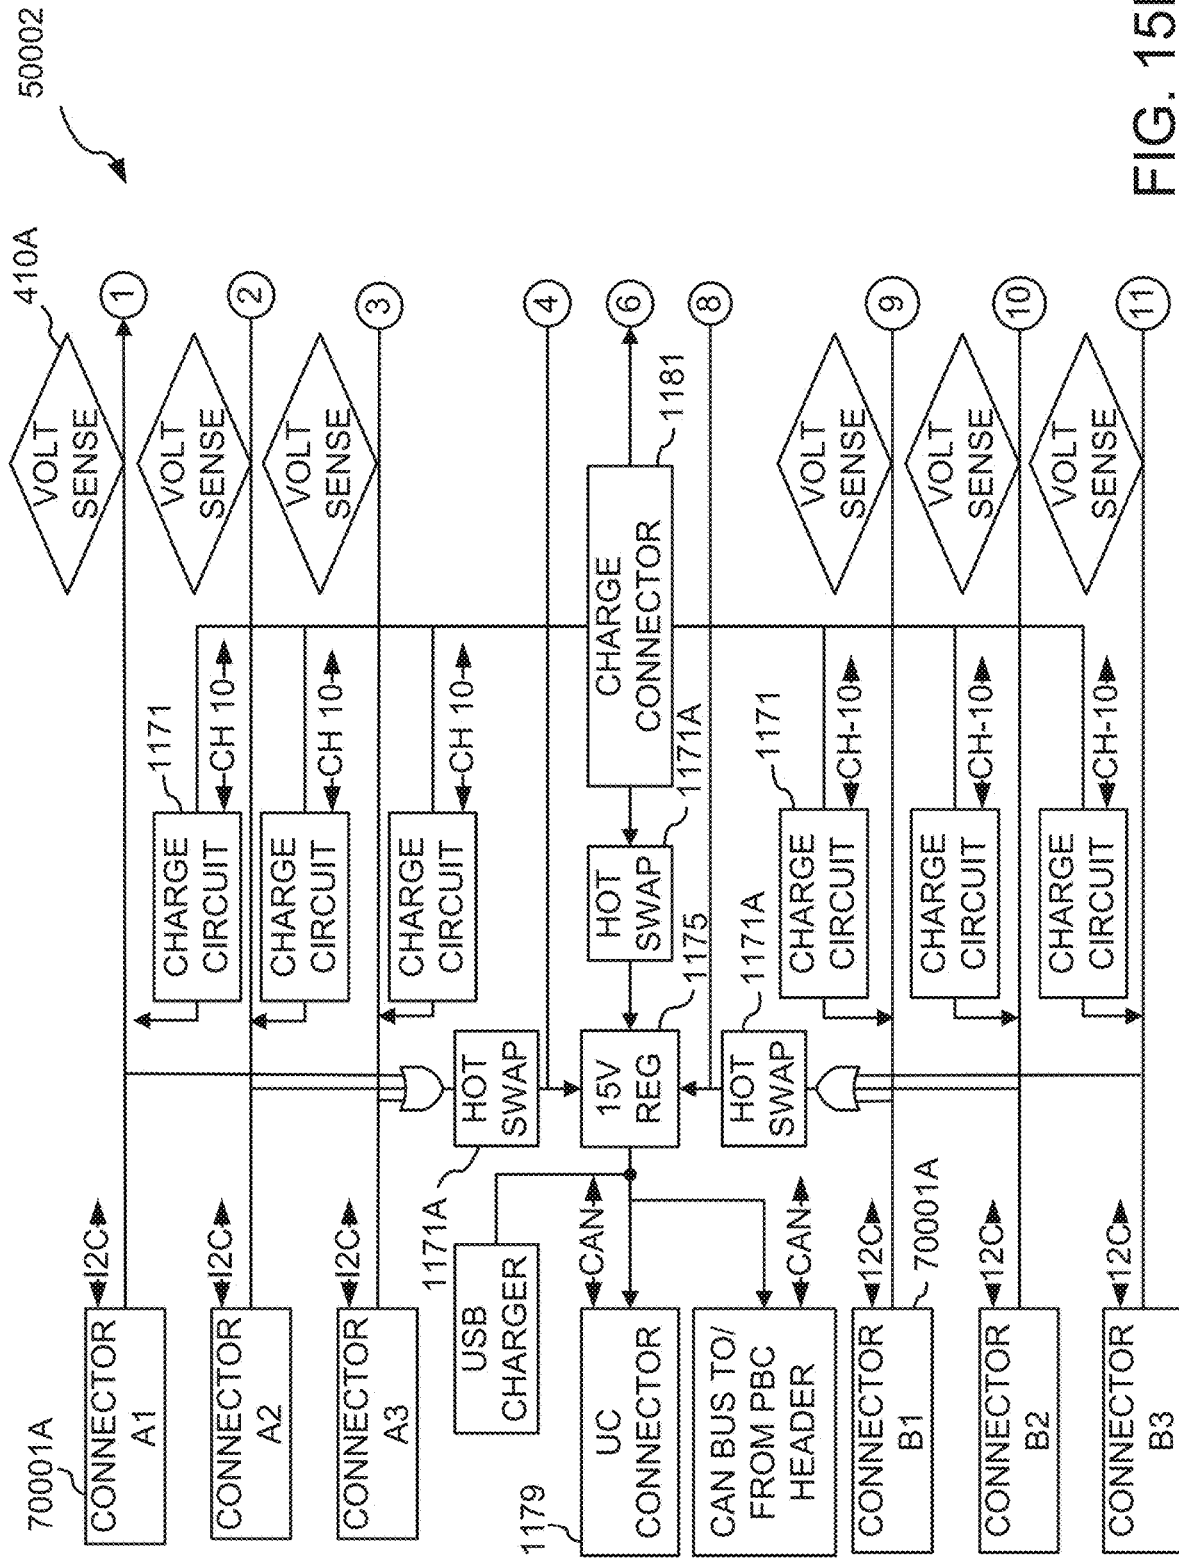 70001A
CONNECTOR
A1
I2C
1171
CHARGE
CIRCUIT
CH 10
VOLT
SENSE
410A
1
50002
CONNECTOR
A2
I2C
CHARGE
CIRCUIT
CH 10
VOLT
SENSE
2
CONNECTOR
A3
I2C
CHARGE
CIRCUIT
CH 10
VOLT
SENSE
3
1171A
HOT
SWAP
4
USB
CHARGER
1179
UC
CONNECTOR
CAN
15V
REG
1175
HOT
SWAP
1171A
CHARGE
CONNECTOR
1181
6
CAN BUS TO/
FROM PBC
HEADER
CAN
HOT
SWAP
1171A
8
CONNECTOR
B1
12C
70001A
CHARGE
CIRCUIT
1171
CH-10
VOLT
SENSE
9
CONNECTOR
B2
12C
CHARGE
CIRCUIT
CH-10
VOLT
SENSE
10
CONNECTOR
B3
12C
CHARGE
CIRCUIT
CH-10
VOLT
SENSE
11
FIG.